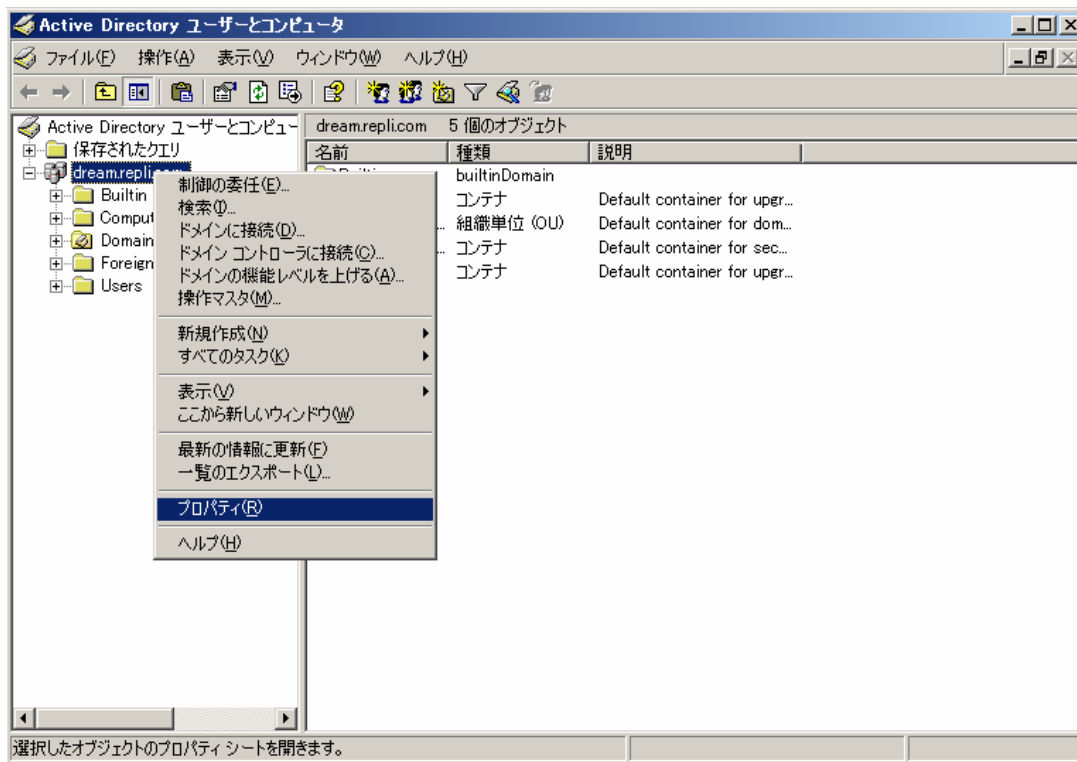 Active Directory ユーザーとコンピュータ
ファイル(F) 操作(A) 表示(V) ウィンドウ(W) ヘルプ(H)
Active Directory ユーザーとコンピュー
dream.repli.com 5 個のオブジェクト
保存されたクエリ
dream.repli
Builtin
Comput
Domain
Foreign
Users
名前 種類 説明
builtinDomain
コンテナ Default container for upgr...
組織単位 (OU) Default container for dom...
コンテナ Default container for sec...
コンテナ Default container for upgr...
制御の委任(E)...
検索(I)...
ドメインに接続(D)...
ドメイン コントローラに接続(C)...
ドメインの機能レベルを上げる(A)...
操作マスタ(M)...
新規作成(N)
すべてのタスク(K)
表示(V)
ここから新しいウィンドウ(W)
最新の情報に更新(F)
一覧のエクスポート(L)...
プロパティ(R)
ヘルプ(H)
選択したオブジェクトのプロパティ シートを開きます。